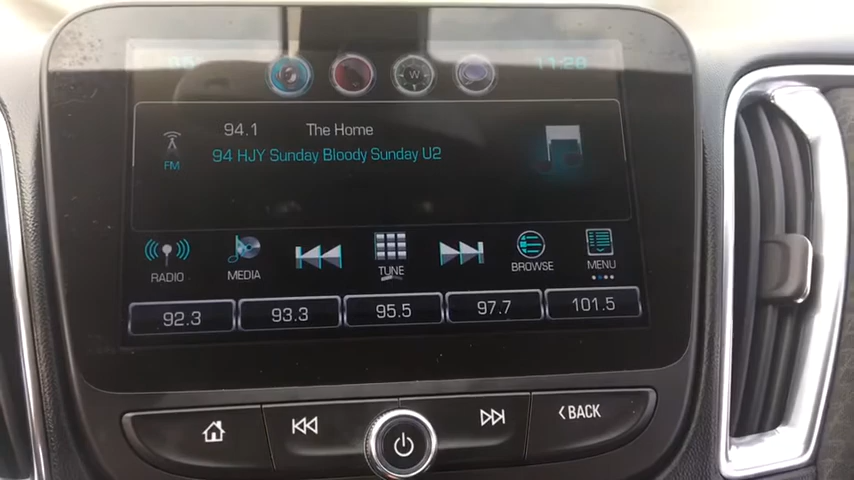 11:28
W
94.1 The Home
94 HJY Sunday Bloody Sunday U2
FM
RADIO MEDIA TUNE BROWSE MENU
92.3 93.3 95.5 97.7 101.5
BACK